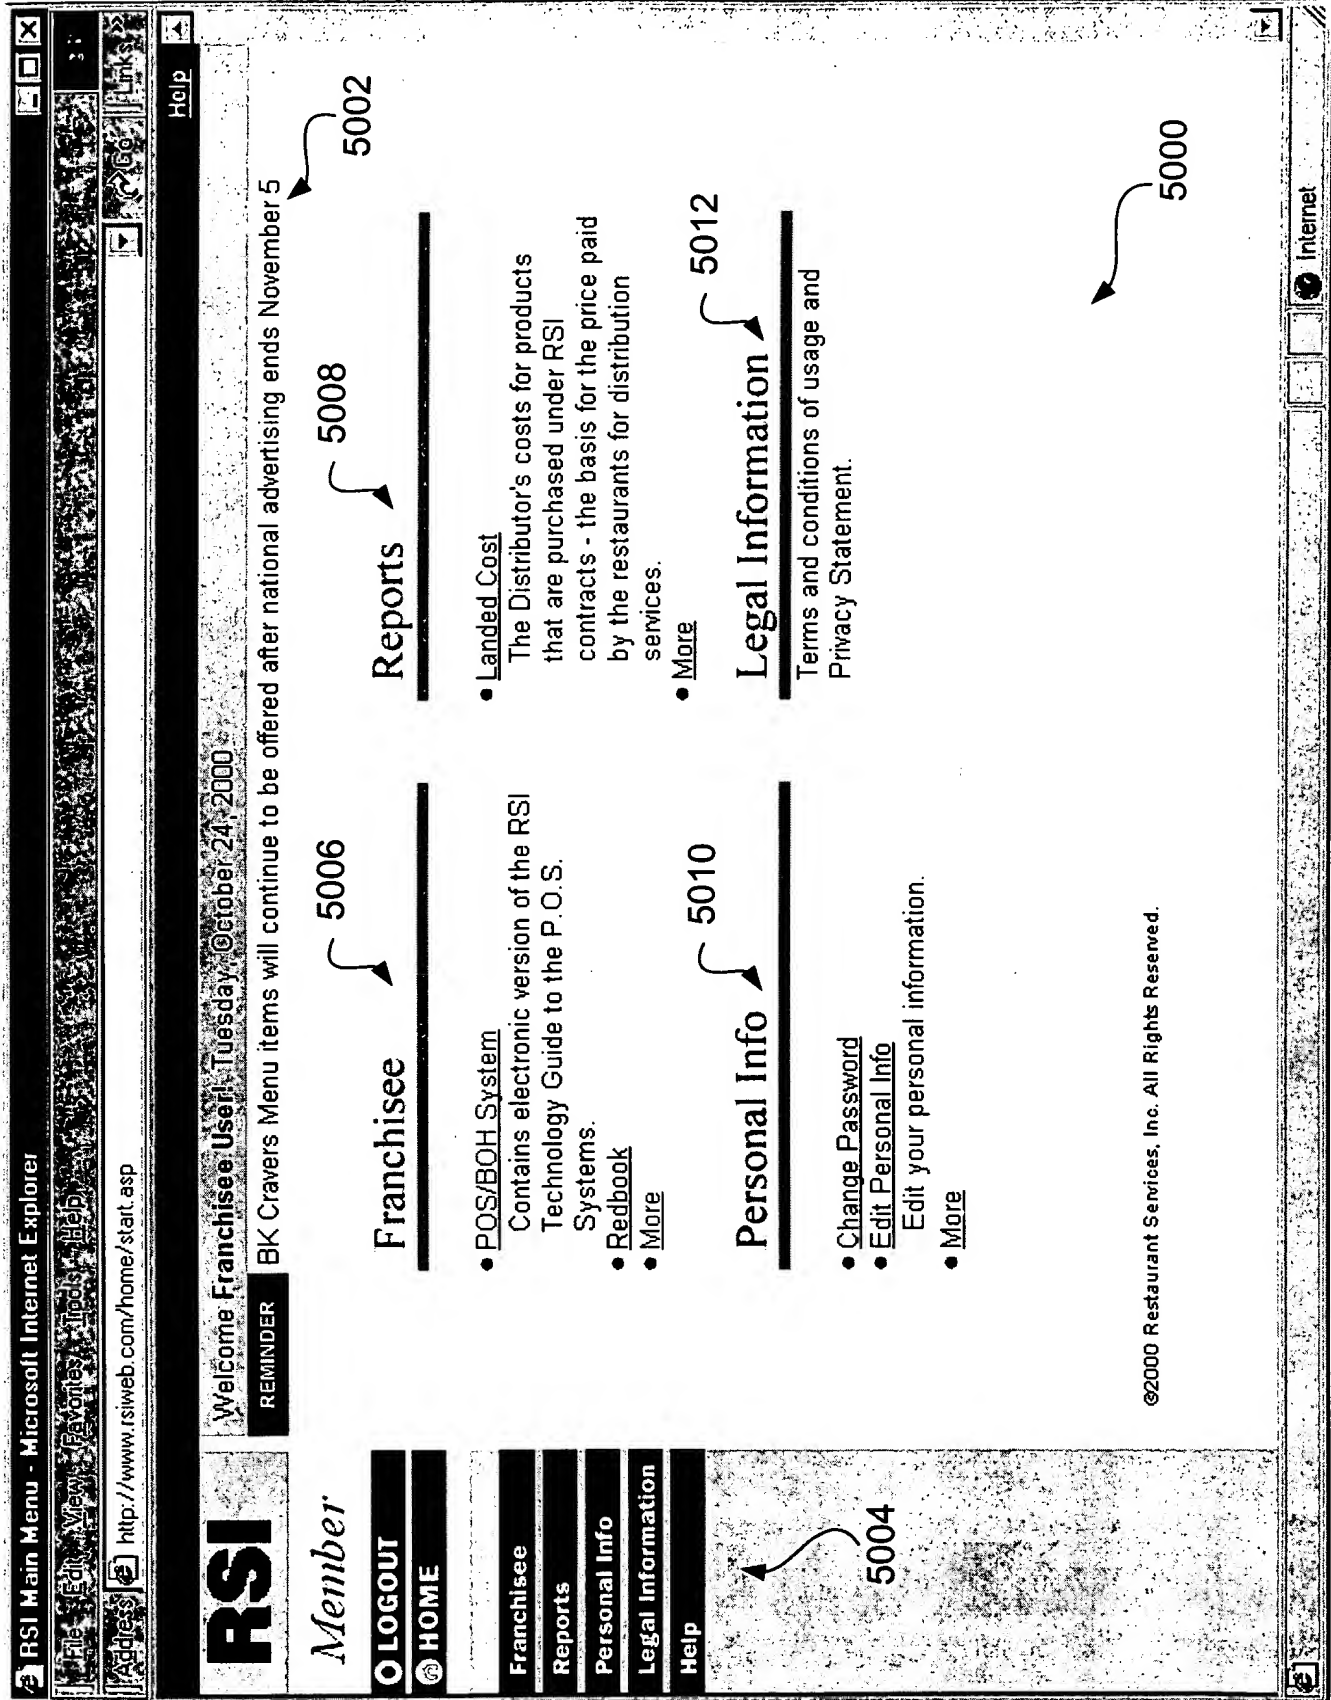 RSI Main Menu - Microsoft Internet Explorer
File Edit View Favorites Tools Help
Address http://www.rsiweb.com/home/start.asp Go Links »
Help
RSI
Welcome Franchisee User! Tuesday, October 24, 2000
REMINDER BK Cravers Menu items will continue to be offered after national advertising ends November 5
5002
Member
LOGOUT
HOME
Franchisee
Reports
Personal Info
Legal Information
Help
5004
5006
Franchisee
• POS/BOH System
Contains electronic version of the RSI
Technology Guide to the P.O.S.
Systems.
• Redbook
• More
5008
Reports
• Landed Cost
The Distributor's costs for products
that are purchased under RSI
contracts - the basis for the price paid
by the restaurants for distribution
services.
• More
5010
Personal Info
• Change Password
• Edit Personal Info
Edit your personal information.
• More
5012
Legal Information
Terms and conditions of usage and
Privacy Statement.
5000
©2000 Restaurant Services, Inc. All Rights Reserved.
Internet